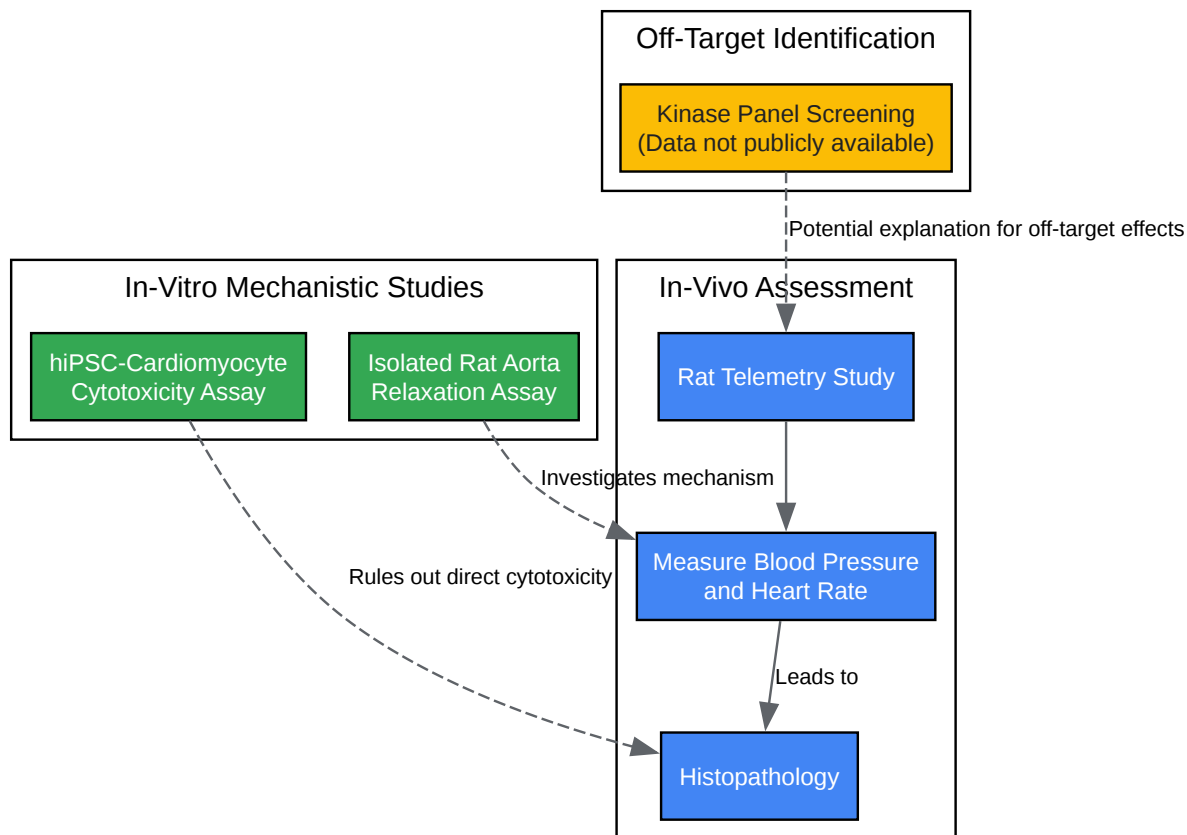 Off-Target Identification
Kinase Panel Screening
(Data not publicly available)
Potential explanation for off-target effects
In-Vitro Mechanistic Studies
hiPSC-Cardiomyocyte
Cytotoxicity Assay
Isolated Rat Aorta
Relaxation Assay
In-Vivo Assessment
Rat Telemetry Study
Investigates mechanism
Measure Blood Pressure
and Heart Rate
Rules out direct cytotoxicity
Leads to
Histopathology